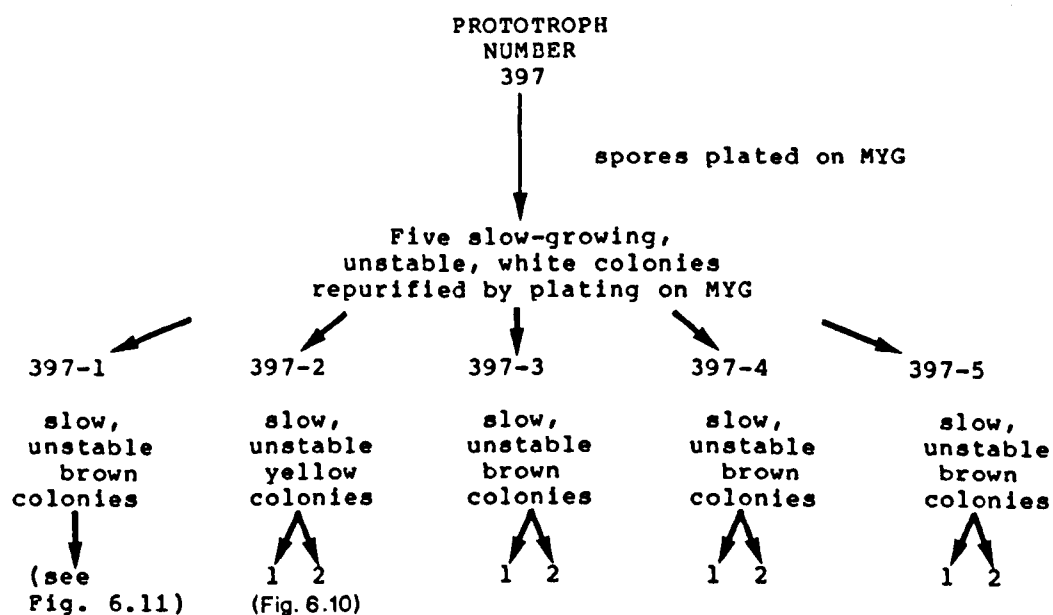 PROTOTROPH
NUMBER
397
spores plated on MYG
Five slow-growing,
unstable, white colonies
repurified by plating on MYG
397-1
397-2
397-3
397-4
397-5
slow,
unstable
brown
colonies
slow,
unstable
yellow
colonies
slow,
unstable
brown
colonies
slow,
unstable
brown
colonies
slow,
unstable
brown
colonies
(see
Fig. 6.11)
1 2
(Fig. 6.10)
1 2
1 2
1 2